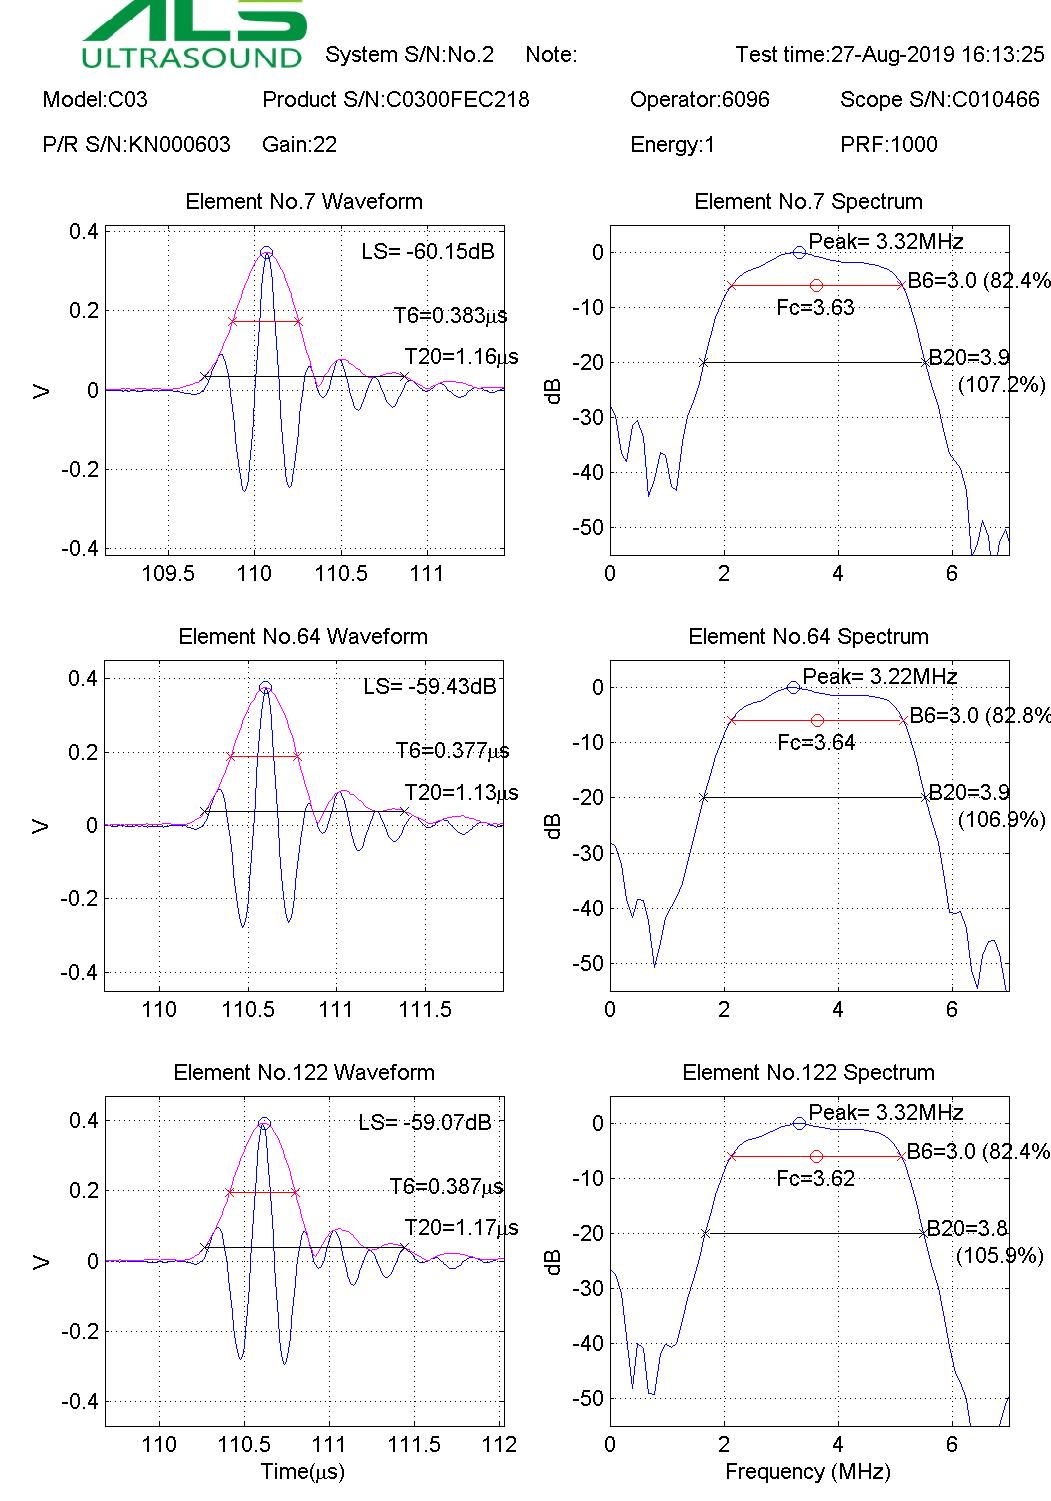 ALS
ULTRASOUND
System S/N:No.2 Note: Test time:27-Aug-2019 16:13:25
Model:C03 Product S/N:C0300FEC218 Operator:6096 Scope S/N:C010466
P/R S/N:KN000603 Gain:22 Energy:1 PRF:1000
Element No.7 Waveform
0.4
0.2
0
-0.2
-0.4
V
LS= -60.15dB
T6=0.383µs
T20=1.16µs
109.5 110 110.5 111
Element No.7 Spectrum
0
-10
-20
-30
-40
-50
dB
Peak= 3.32MHz
B6=3.0 (82.4%
Fc=3.63
B20=3.9
(107.2%)
0 2 4 6
Element No.64 Waveform
0.4
0.2
0
-0.2
-0.4
V
LS= -59.43dB
T6=0.377µs
T20=1.13µs
110 110.5 111 111.5
Element No.64 Spectrum
0
-10
-20
-30
-40
-50
dB
Peak= 3.22MHz
B6=3.0 (82.8%
Fc=3.64
B20=3.9
(106.9%)
0 2 4 6
Element No.122 Waveform
0.4
0.2
0
-0.2
-0.4
V
LS= -59.07dB
T6=0.387µs
T20=1.17µs
110 110.5 111 111.5 112
Time(µs)
Element No.122 Spectrum
0
-10
-20
-30
-40
-50
dB
Peak= 3.32MHz
B6=3.0 (82.4%
Fc=3.62
B20=3.8
(105.9%)
0 2 4 6
Frequency (MHz)